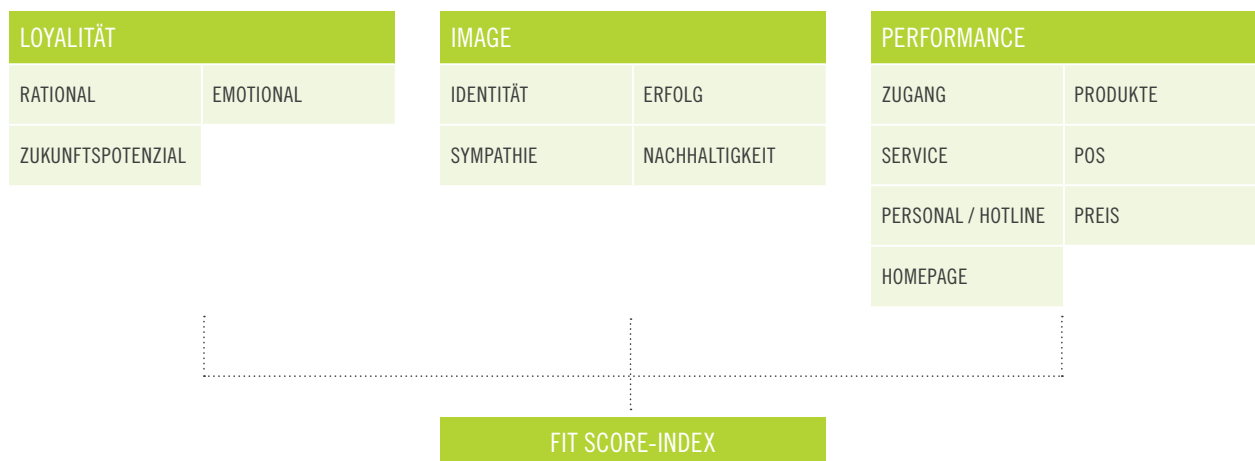 LOYALITÄT
RATIONAL EMOTIONAL
ZUKUNFTSPOTENZIAL
IMAGE
IDENTITÄT ERFOLG
SYMPATHIE NACHHALTIGKEIT
PERFORMANCE
ZUGANG PRODUKTE
SERVICE POS
PERSONAL / HOTLINE PREIS
HOMEPAGE
FIT SCORE-INDEX